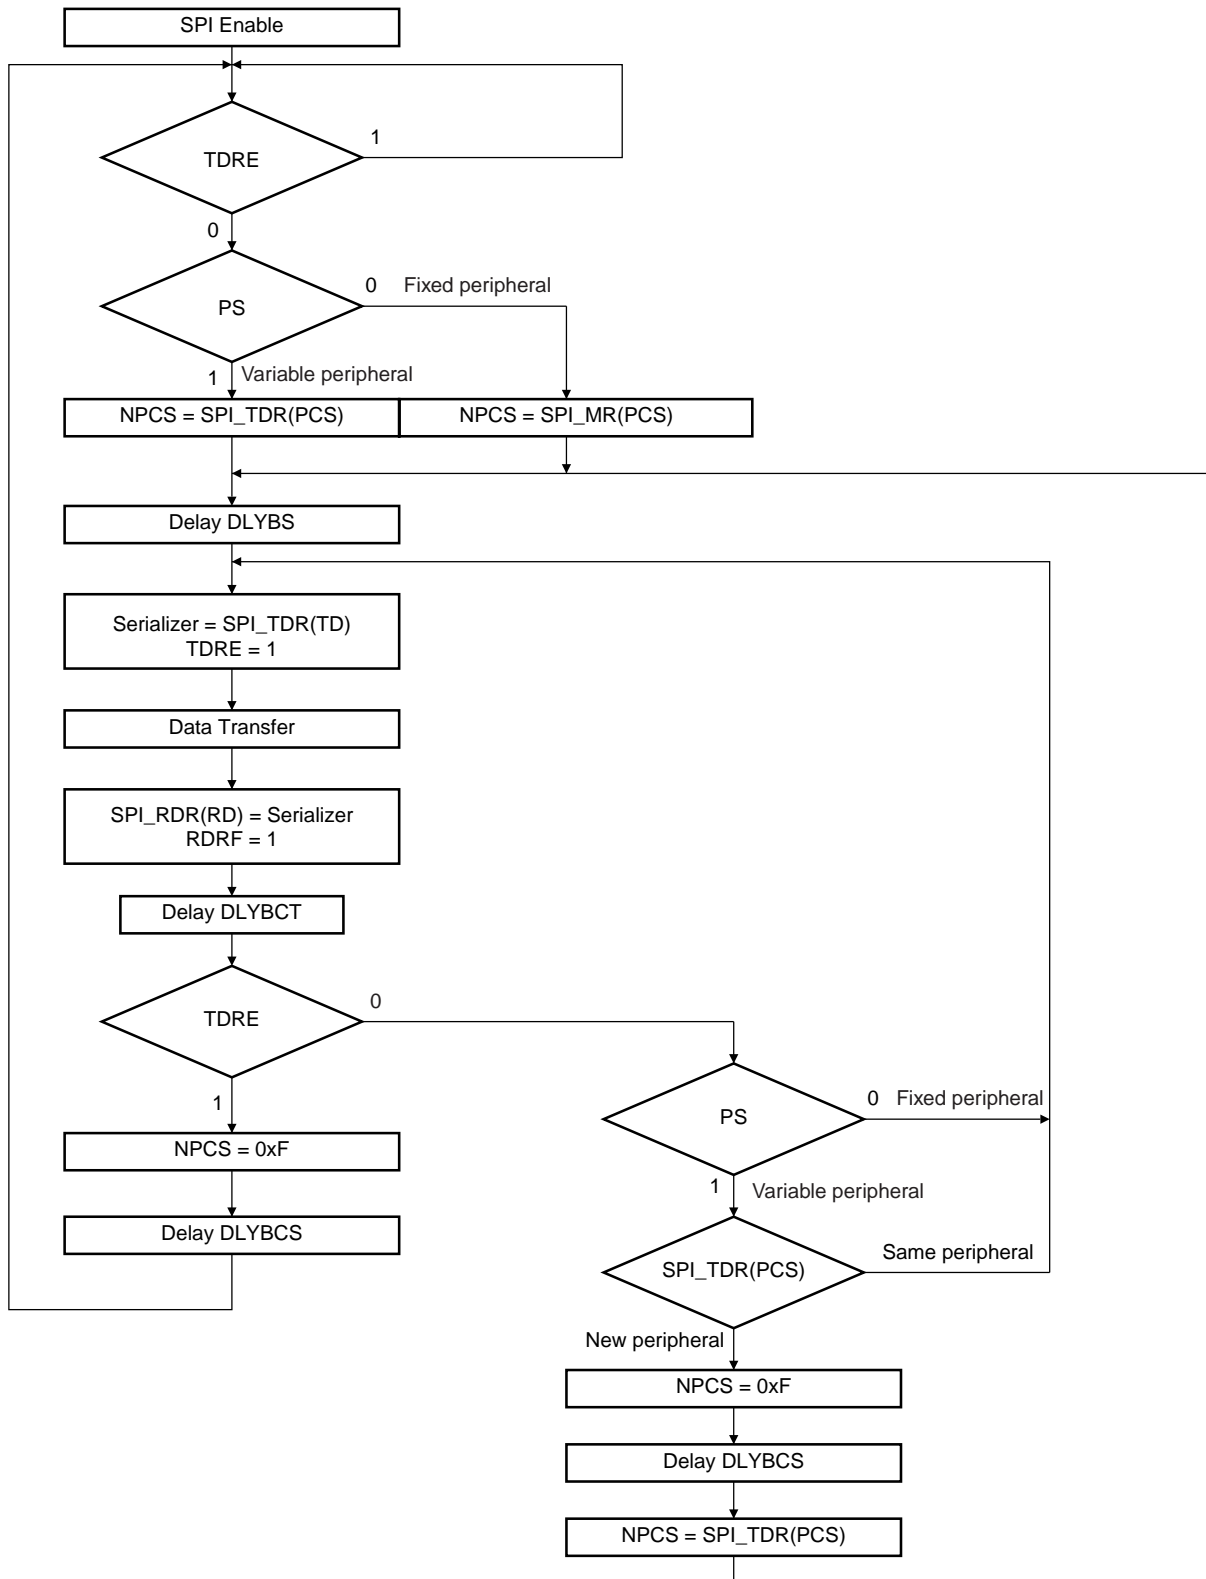 SPI Enable
TDRE
1
0
PS
0 Fixed peripheral
1 Variable peripheral
NPCS = SPI_TDR(PCS)
NPCS = SPI_MR(PCS)
Delay DLYBS
Serializer = SPI_TDR(TD)
TDRE = 1
Data Transfer
SPI_RDR(RD) = Serializer
RDRF = 1
Delay DLYBCT
TDRE
0
1
NPCS = 0xF
Delay DLYBCS
PS
0 Fixed peripheral
1 Variable peripheral
SPI_TDR(PCS)
Same peripheral
New peripheral
NPCS = 0xF
Delay DLYBCS
NPCS = SPI_TDR(PCS)